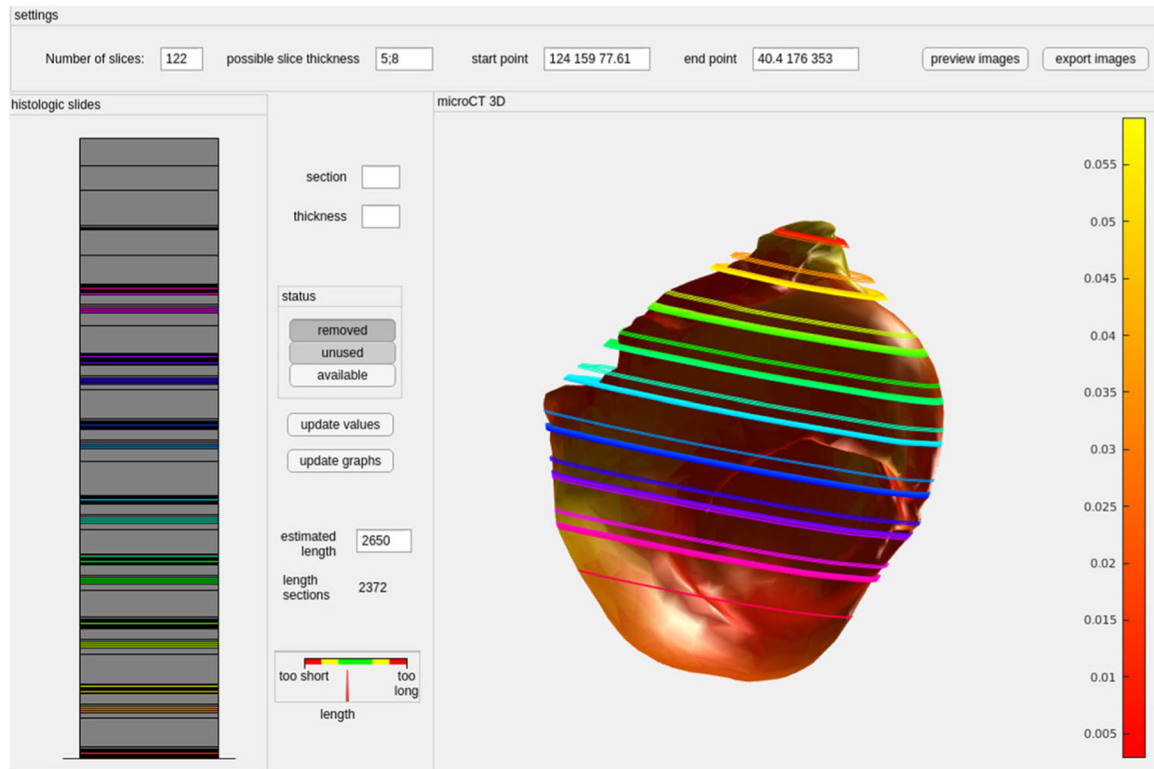 settings
Number of slices: 122 possible slice thickness 5;8 start point 124 159 77.61 end point 40.4 176 353 preview images export images
histologic slides
section
thickness
status
removed
unused
available
update values
update graphs
estimated
length 2650
length
sections 2372
too short too
long
length
microCT 3D
0.055
0.05
0.045
0.04
0.035
0.03
0.025
0.02
0.015
0.01
0.005